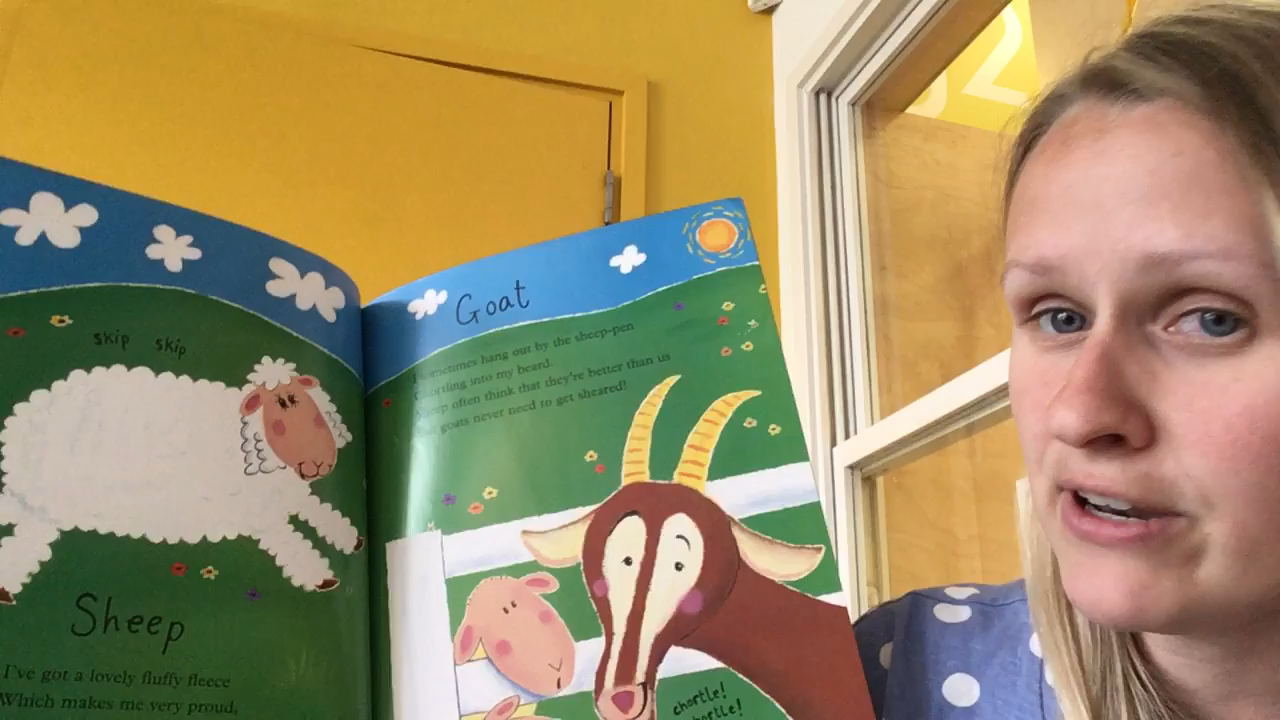 skip skip
Sheep
I've got a lovely fluffy fleece
Which makes me very proud,
Goat
sometimes hang out by the sheep-pen
into my beard.
often think that they're better than us
goats never need to get sheared!
chortle!
chortle!
2